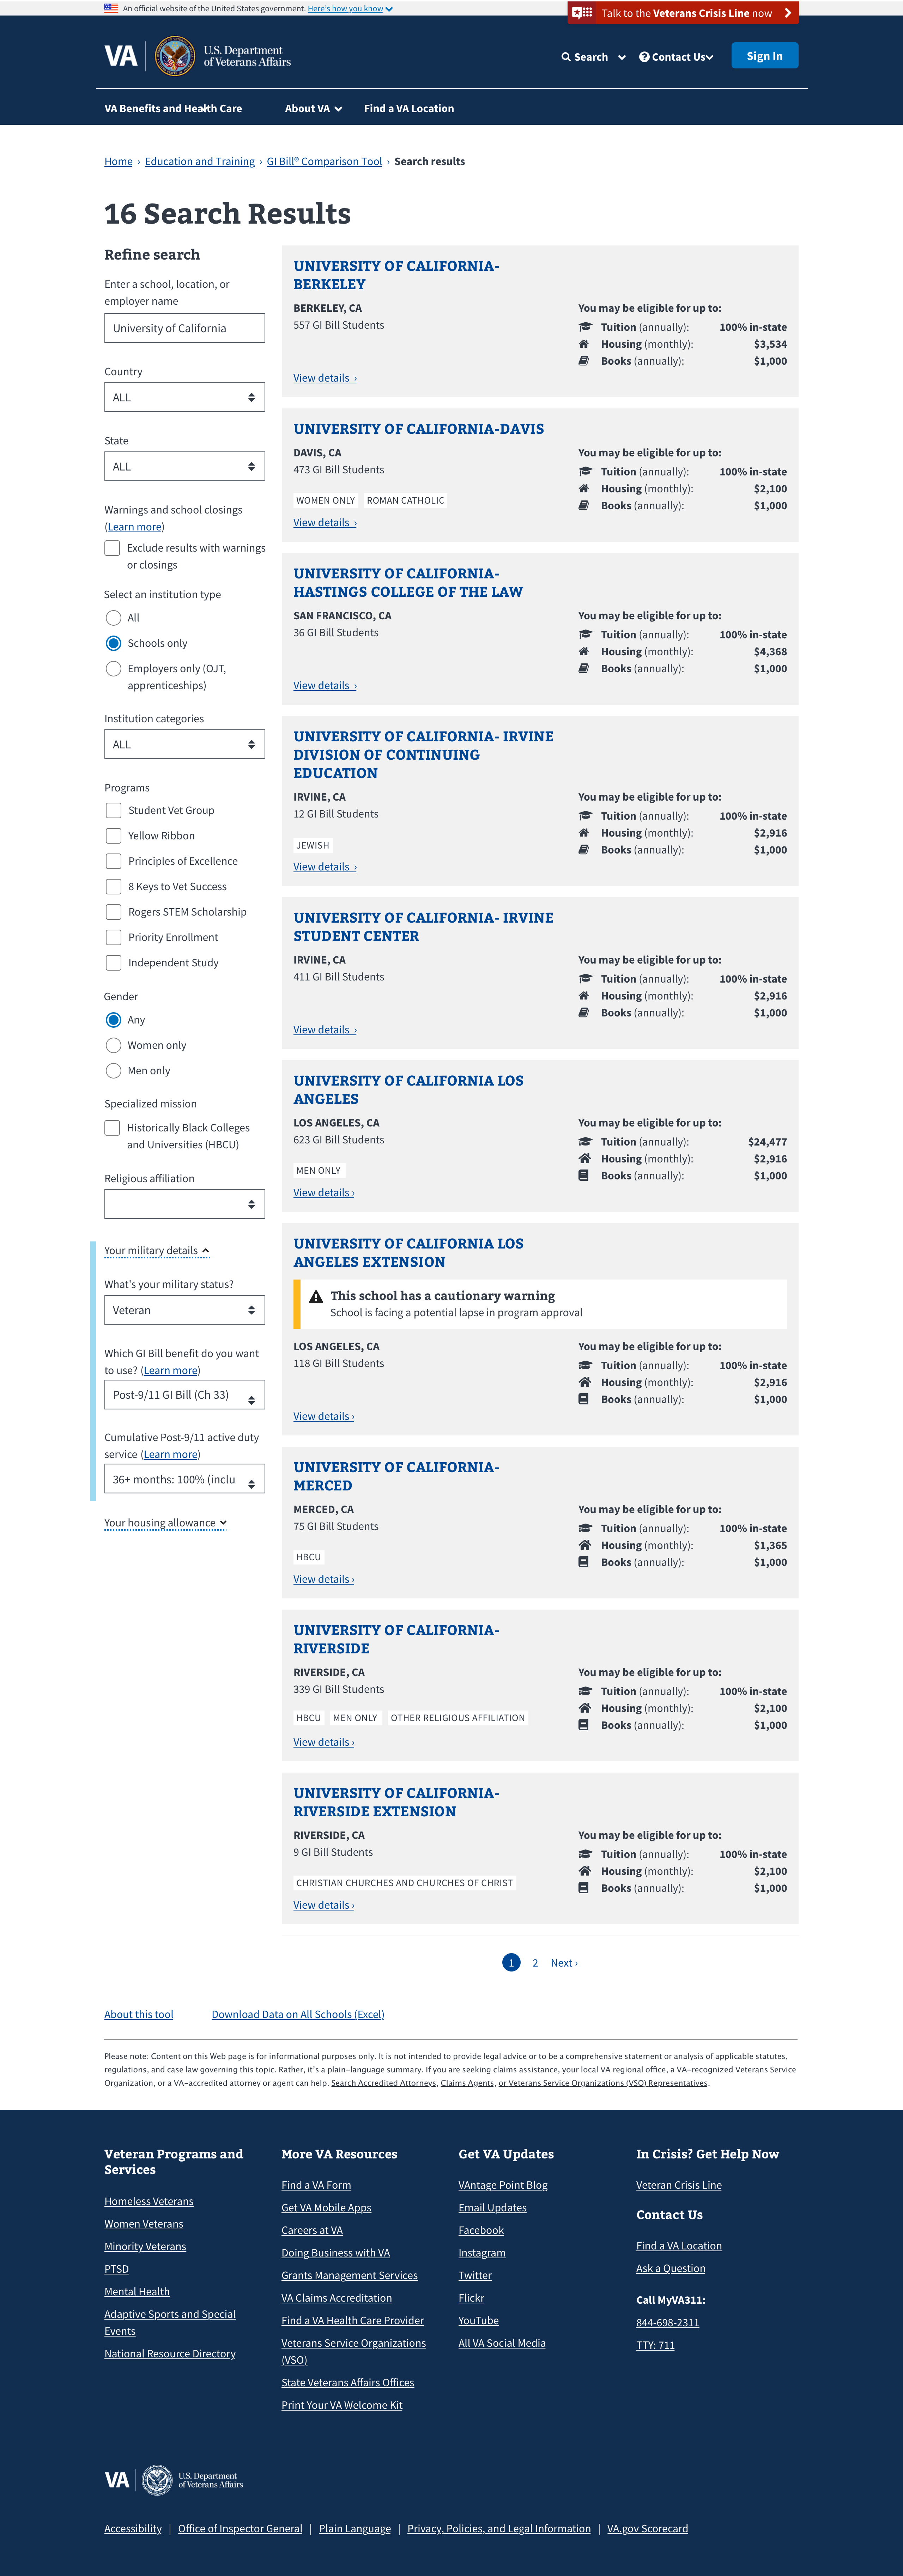 An official website of the United States government. Here's how you know
Talk to the Veterans Crisis Line now
VA
U.S. Department
of Veterans Affairs
Search
Contact Us
Sign In
VA Benefits and Health Care
About VA
Find a VA Location
Home › Education and Training › GI Bill® Comparison Tool › Search results
16 Search Results
Refine search
Enter a school, location, or
employer name
University of California
Country
ALL
State
ALL
Warnings and school closings
(Learn more)
Exclude results with warnings
or closings
Select an institution type
All
Schools only
Employers only (OJT,
apprenticeships)
Institution categories
ALL
Programs
Student Vet Group
Yellow Ribbon
Principles of Excellence
8 Keys to Vet Success
Rogers STEM Scholarship
Priority Enrollment
Independent Study
Gender
Any
Women only
Men only
Specialized mission
Historically Black Colleges
and Universities (HBCU)
Religious affiliation
Your military details
What's your military status?
Veteran
Which GI Bill benefit do you want
to use? (Learn more)
Post-9/11 GI Bill (Ch 33)
Cumulative Post-9/11 active duty
service (Learn more)
36+ months: 100% (inclu
Your housing allowance
UNIVERSITY OF CALIFORNIA-
BERKELEY
BERKELEY, CA
557 GI Bill Students
View details ›
You may be eligible for up to:
Tuition (annually): 100% in-state
Housing (monthly): $3,534
Books (annually): $1,000
UNIVERSITY OF CALIFORNIA-DAVIS
DAVIS, CA
473 GI Bill Students
WOMEN ONLY ROMAN CATHOLIC
View details ›
You may be eligible for up to:
Tuition (annually): 100% in-state
Housing (monthly): $2,100
Books (annually): $1,000
UNIVERSITY OF CALIFORNIA-
HASTINGS COLLEGE OF THE LAW
SAN FRANCISCO, CA
36 GI Bill Students
View details ›
You may be eligible for up to:
Tuition (annually): 100% in-state
Housing (monthly): $4,368
Books (annually): $1,000
UNIVERSITY OF CALIFORNIA- IRVINE
DIVISION OF CONTINUING
EDUCATION
IRVINE, CA
12 GI Bill Students
JEWISH
View details ›
You may be eligible for up to:
Tuition (annually): 100% in-state
Housing (monthly): $2,916
Books (annually): $1,000
UNIVERSITY OF CALIFORNIA- IRVINE
STUDENT CENTER
IRVINE, CA
411 GI Bill Students
View details ›
You may be eligible for up to:
Tuition (annually): 100% in-state
Housing (monthly): $2,916
Books (annually): $1,000
UNIVERSITY OF CALIFORNIA LOS
ANGELES
LOS ANGELES, CA
623 GI Bill Students
MEN ONLY
View details ›
You may be eligible for up to:
Tuition (annually): $24,477
Housing (monthly): $2,916
Books (annually): $1,000
UNIVERSITY OF CALIFORNIA LOS
ANGELES EXTENSION
This school has a cautionary warning
School is facing a potential lapse in program approval
LOS ANGELES, CA
118 GI Bill Students
View details ›
You may be eligible for up to:
Tuition (annually): 100% in-state
Housing (monthly): $2,916
Books (annually): $1,000
UNIVERSITY OF CALIFORNIA-
MERCED
MERCED, CA
75 GI Bill Students
HBCU
View details ›
You may be eligible for up to:
Tuition (annually): 100% in-state
Housing (monthly): $1,365
Books (annually): $1,000
UNIVERSITY OF CALIFORNIA-
RIVERSIDE
RIVERSIDE, CA
339 GI Bill Students
HBCU MEN ONLY OTHER RELIGIOUS AFFILIATION
View details ›
You may be eligible for up to:
Tuition (annually): 100% in-state
Housing (monthly): $2,100
Books (annually): $1,000
UNIVERSITY OF CALIFORNIA-
RIVERSIDE EXTENSION
RIVERSIDE, CA
9 GI Bill Students
CHRISTIAN CHURCHES AND CHURCHES OF CHRIST
View details ›
You may be eligible for up to:
Tuition (annually): 100% in-state
Housing (monthly): $2,100
Books (annually): $1,000
1 2 Next ›
About this tool
Download Data on All Schools (Excel)
Please note: Content on this Web page is for informational purposes only. It is not intended to provide legal advice or to be a comprehensive statement or analysis of applicable statutes,
regulations, and case law governing this topic. Rather, it's a plain-language summary. If you are seeking claims assistance, your local VA regional office, a VA-recognized Veterans Service
Organization, or a VA-accredited attorney or agent can help. Search Accredited Attorneys, Claims Agents, or Veterans Service Organizations (VSO) Representatives.
Veteran Programs and
Services
Homeless Veterans
Women Veterans
Minority Veterans
PTSD
Mental Health
Adaptive Sports and Special
Events
National Resource Directory
More VA Resources
Find a VA Form
Get VA Mobile Apps
Careers at VA
Doing Business with VA
Grants Management Services
VA Claims Accreditation
Find a VA Health Care Provider
Veterans Service Organizations
(VSO)
State Veterans Affairs Offices
Print Your VA Welcome Kit
Get VA Updates
VAntage Point Blog
Email Updates
Facebook
Instagram
Twitter
Flickr
YouTube
All VA Social Media
In Crisis? Get Help Now
Veteran Crisis Line
Contact Us
Find a VA Location
Ask a Question
Call MyVA311:
844-698-2311
TTY: 711
VA
U.S. Department
of Veterans Affairs
Accessibility | Office of Inspector General | Plain Language | Privacy, Policies, and Legal Information | VA.gov Scorecard